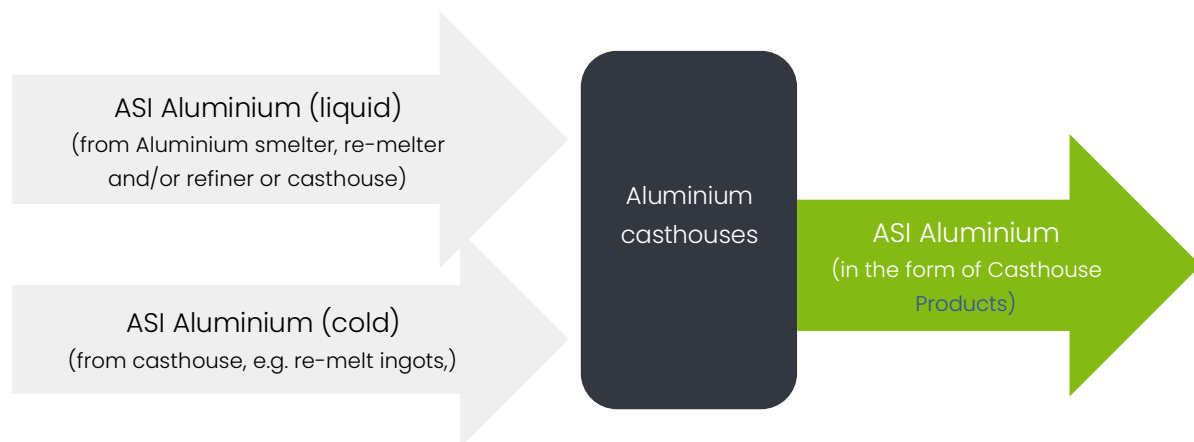 ASI Aluminium (liquid)
(from Aluminium smelter, re-melter
and/or refiner or casthouse)
ASI Aluminium (cold)
(from casthouse, e.g. re-melt ingots,)
Aluminium
casthouses
ASI Aluminium
(in the form of Casthouse
Products)